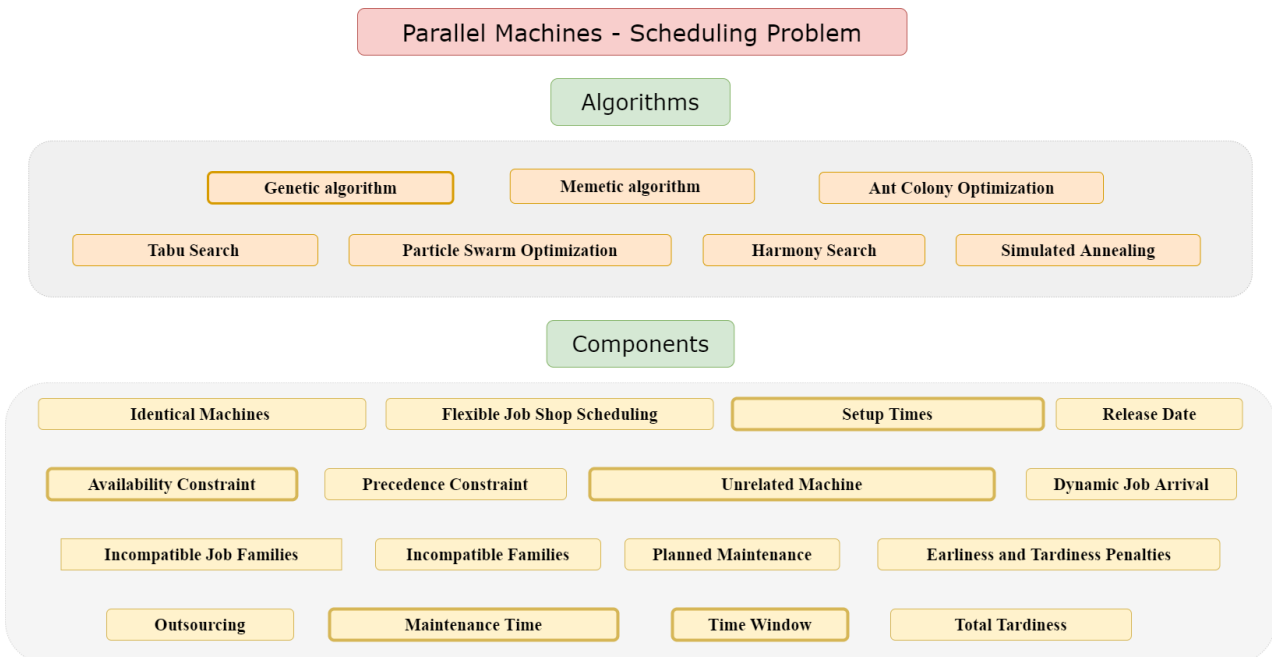 Parallel Machines - Scheduling Problem
Algorithms
Genetic algorithm
Memetic algorithm
Ant Colony Optimization
Tabu Search
Particle Swarm Optimization
Harmony Search
Simulated Annealing
Components
Identical Machines
Flexible Job Shop Scheduling
Setup Times
Release Date
Availability Constraint
Precedence Constraint
Unrelated Machine
Dynamic Job Arrival
Incompatible Job Families
Incompatible Families
Planned Maintenance
Earliness and Tardiness Penalties
Outsourcing
Maintenance Time
Time Window
Total Tardiness